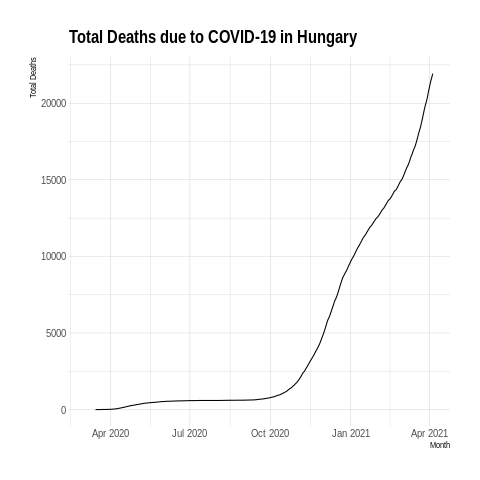 Total Deaths due to COVID-19 in Hungary
Total Deaths
20000
15000
10000
5000
0
Apr 2020 Jul 2020 Oct 2020 Jan 2021 Apr 2021
Month